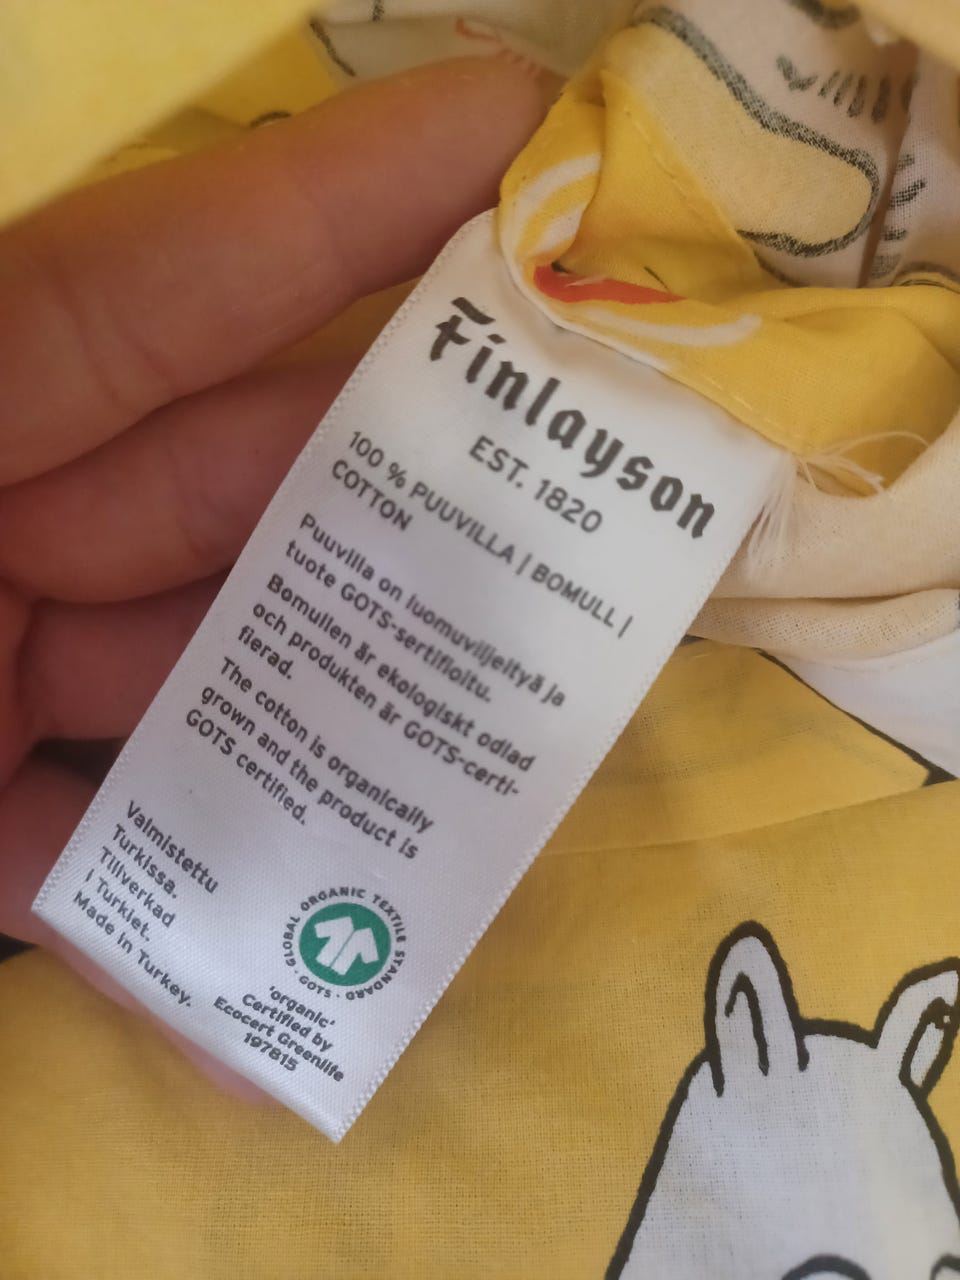 Finlayson
EST. 1820
100 % PUUVILLA | BOMULL |
COTTON
Puuvilla on luomuviljeltyä ja
tuote GOTS-sertifioitu.
Bomullen är ekologiskt odlad
och produkten är GOTS-certi-
fierad.
The cotton is organically
grown and the product is
GOTS certified.
Valmistettu
Turkissa.
Tillverkad
i Turkiet.
Made in Turkey.
GLOBAL ORGANIC TEXTILE STANDARD · GOTS ·
'organic'
Certified by
Ecocert Greenlife
197815